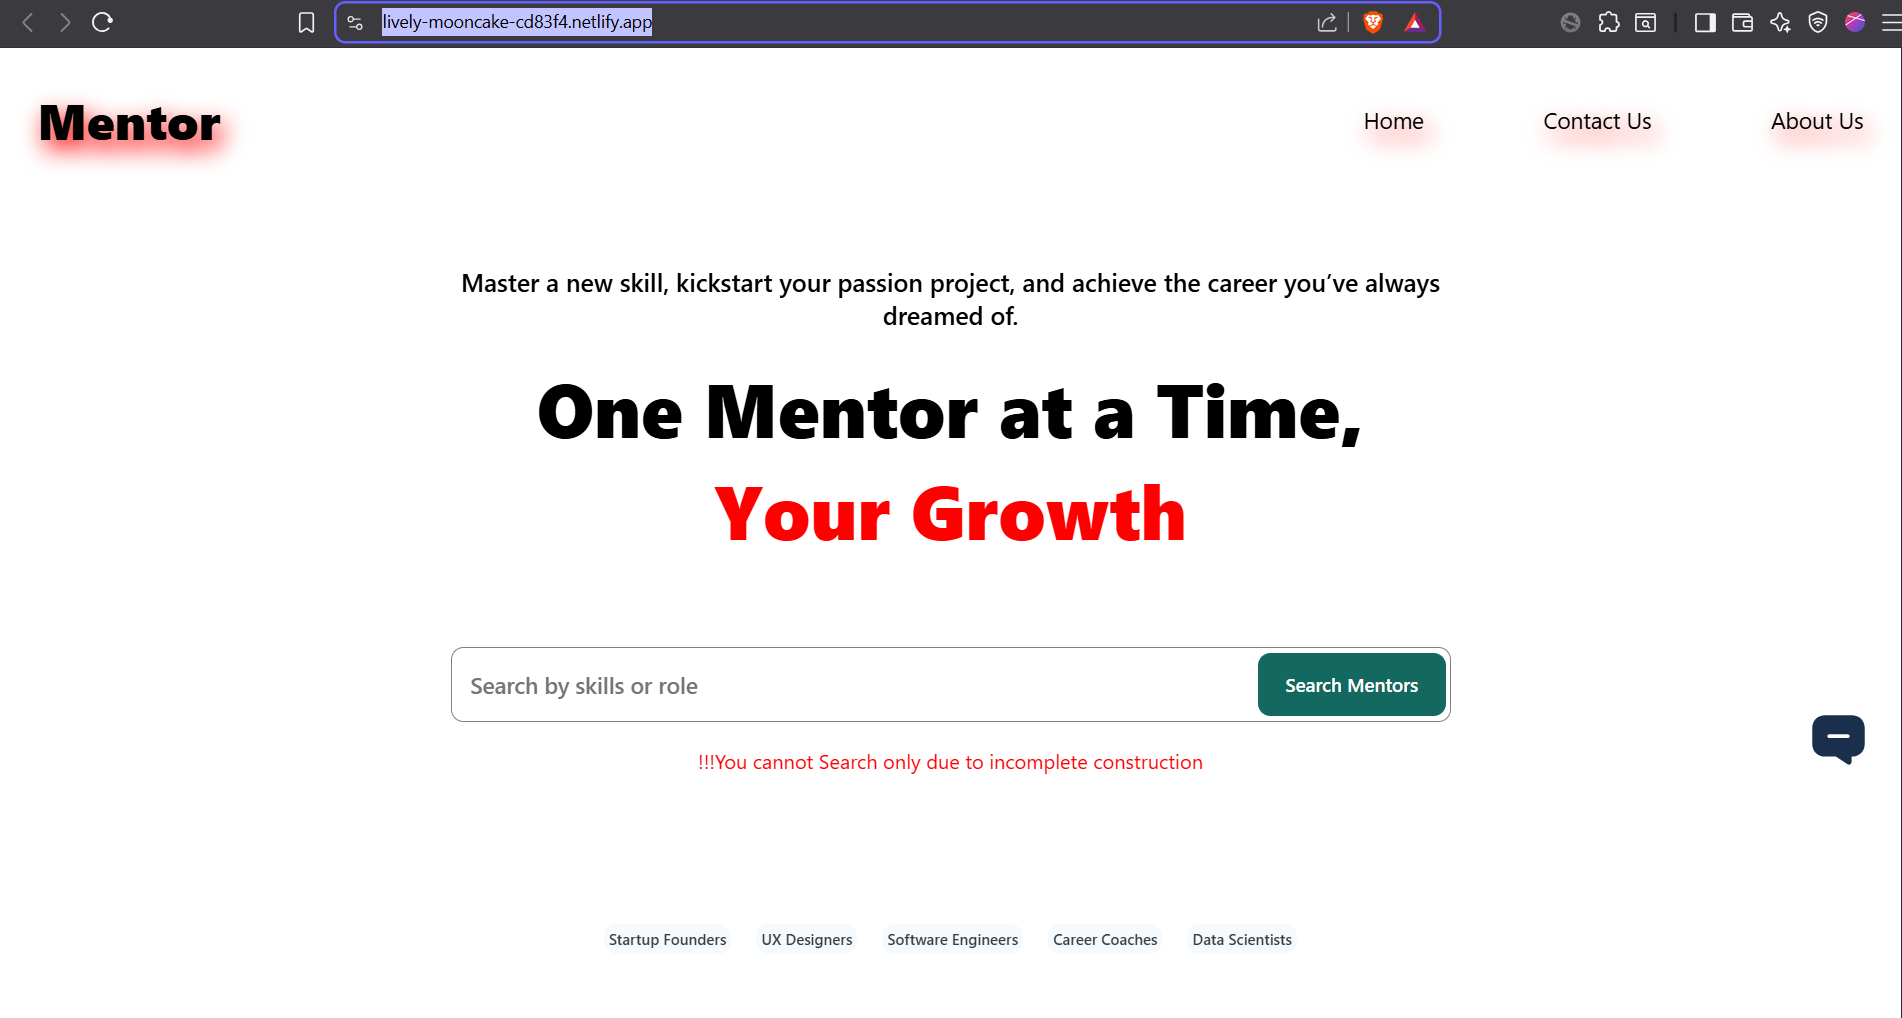 lively-mooncake-cd83f4.netlify.app
Mentor
Home
Contact Us
About Us
Master a new skill, kickstart your passion project, and achieve the career you’ve always
dreamed of.
One Mentor at a Time,
Your Growth
Search by skills or role
Search Mentors
!!!You cannot Search only due to incomplete construction
Startup Founders
UX Designers
Software Engineers
Career Coaches
Data Scientists